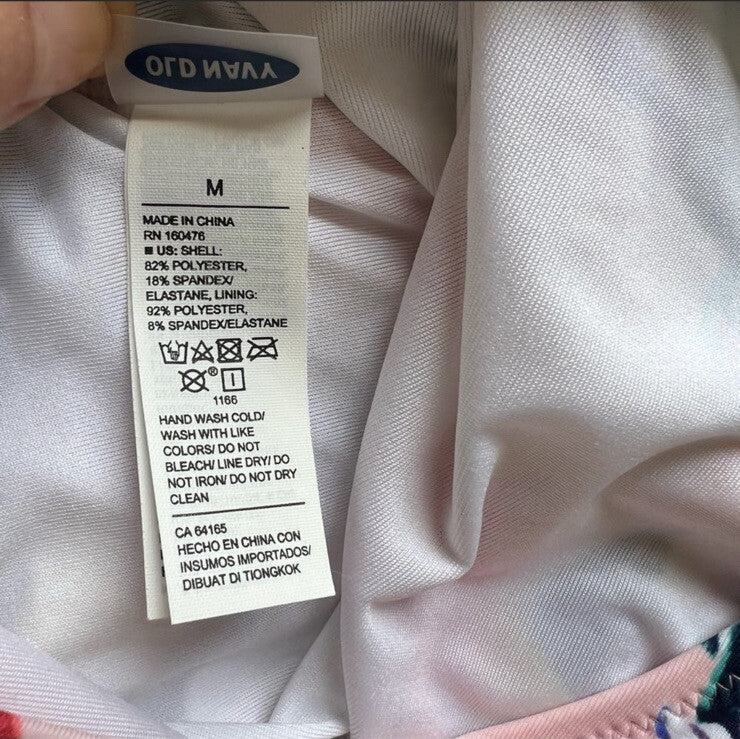 OLD NAVY
M
MADE IN CHINA
RN 160476
■ US: SHELL:
82% POLYESTER,
18% SPANDEX/
ELASTANE, LINING:
92% POLYESTER,
8% SPANDEX/ELASTANE
1166
HAND WASH COLD/
WASH WITH LIKE
COLORS/ DO NOT
BLEACH/ LINE DRY/ DO
NOT IRON/ DO NOT DRY
CLEAN
CA 64165
HECHO EN CHINA CON
INSUMOS IMPORTADOS/
DIBUAT DI TIONGKOK